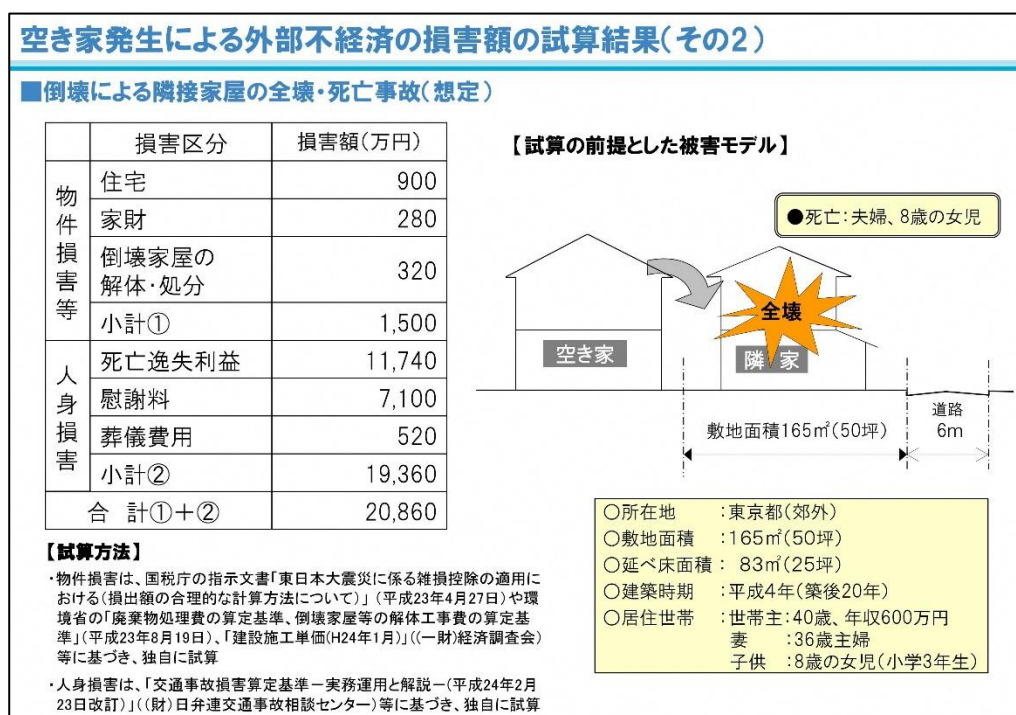 空き家発生による外部不経済の損害額の試算結果(その2)
■倒壊による隣接家屋の全壊・死亡事故(想定)
損害区分 損害額(万円)
物件損害等
住宅 900
家財 280
倒壊家屋の
解体・処分 320
小計① 1,500
人身損害
死亡逸失利益 11,740
慰謝料 7,100
葬儀費用 520
小計② 19,360
合 計①+② 20,860
【試算方法】
・物件損害は、国税庁の指示文書「東日本大震災に係る雑損控除の適用に
おける(損出額の合理的な計算方法について)」(平成23年4月27日)や環
境省の「廃棄物処理費の算定基準、倒壊家屋等の解体工事費の算定基
準」(平成23年8月19日)、「建設施工単価(H24年1月)」((一財)経済調査会)
等に基づき、独自に試算
・人身損害は、「交通事故損害算定基準-実務運用と解説-(平成24年2月
23日改訂)」((財)日弁連交通事故相談センター)等に基づき、独自に試算
【試算の前提とした被害モデル】
●死亡:夫婦、8歳の女児
全壊
空き家
隣 家
敷地面積165㎡(50坪)
道路
6m
○所在地 :東京都(郊外)
○敷地面積 :165㎡(50坪)
○延べ床面積: 83㎡(25坪)
○建築時期 :平成4年(築後20年)
○居住世帯 :世帯主:40歳、年収600万円
妻 :36歳主婦
子供 :8歳の女児(小学3年生)